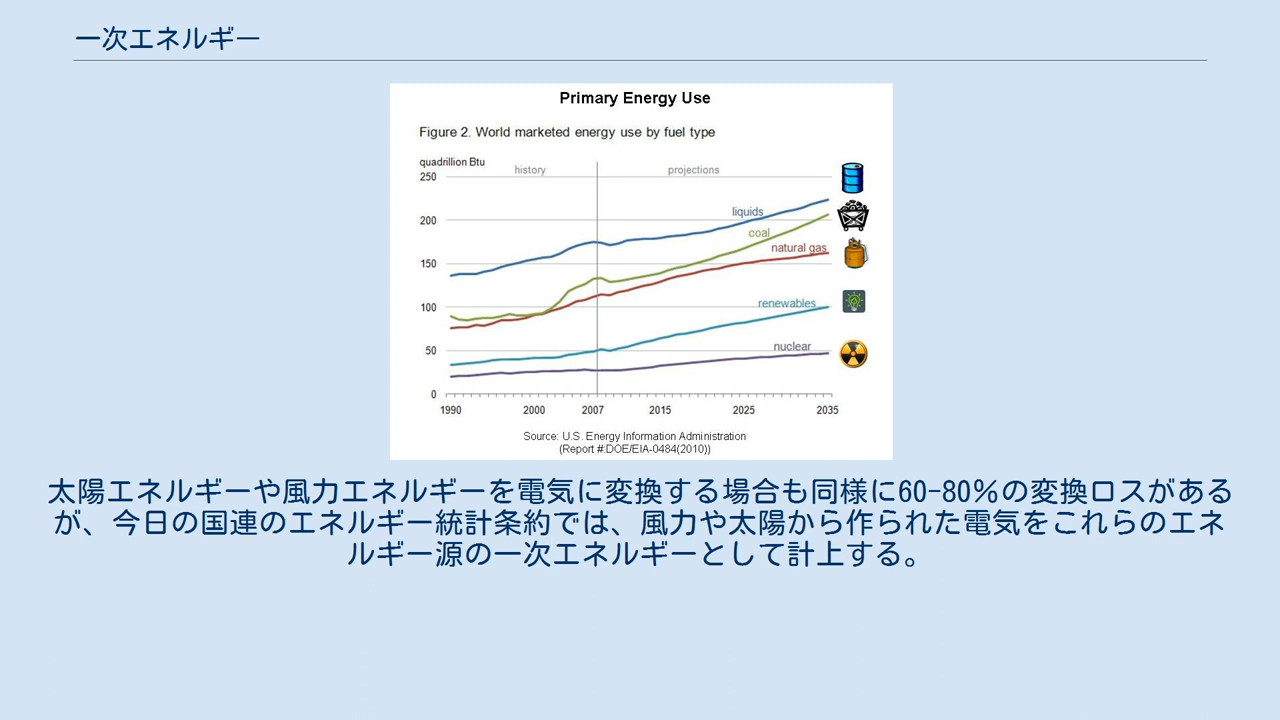 一次エネルギー
Primary Energy Use
Figure 2. World marketed energy use by fuel type
quadrillion Btu
history
projections
250
200
150
100
50
0
liquids
coal
natural gas
renewables
nuclear
1990 2000 2007 2015 2025 2035
Source: U.S. Energy Information Administration
(Report #:DOE/EIA-0484(2010))
太陽エネルギーや風力エネルギーを電気に変換する場合も同様に60-80%の変換ロスがある
が、今日の国連のエネルギー統計条約では、風力や太陽から作られた電気をこれらのエネ
ルギー源の一次エネルギーとして計上する。